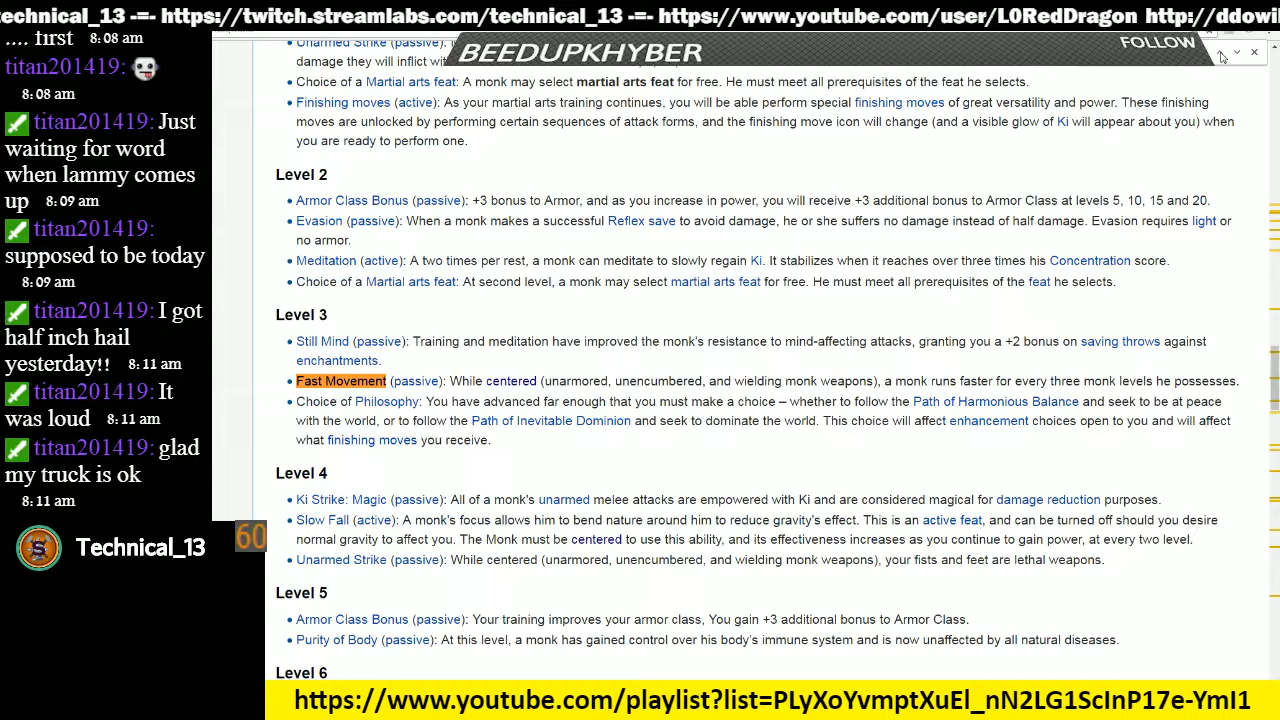 technical_13 -=- https://twitch.streamlabs.com/technical_13 -=- https://www.youtube.com/user/L0RedDragon http://ddowi
.... first 8:08 am
titan201419:
8:08 am
titan201419: Just
waiting for word
when lammy comes
up 8:09 am
titan201419:
supposed to be today
8:09 am
titan201419: I got
half inch hail
yesterday!! 8:11 am
titan201419: It
was loud 8:11 am
titan201419: glad
my truck is ok
8:11 am
Technical_13
60
BEEDUPKHYBER
FOLLOW
Unarmed Strike (passive):
damage they will inflict wit
Choice of a Martial arts feat: A monk may select martial arts feat for free. He must meet all prerequisites of the feat he selects.
Finishing moves (active): As your martial arts training continues, you will be able perform special finishing moves of great versatility and power. These finishing
moves are unlocked by performing certain sequences of attack forms, and the finishing move icon will change (and a visible glow of Ki will appear about you) when
you are ready to perform one.
Level 2
Armor Class Bonus (passive): +3 bonus to Armor, and as you increase in power, you will receive +3 additional bonus to Armor Class at levels 5, 10, 15 and 20.
Evasion (passive): When a monk makes a successful Reflex save to avoid damage, he or she suffers no damage instead of half damage. Evasion requires light or
no armor.
Meditation (active): A two times per rest, a monk can meditate to slowly regain Ki. It stabilizes when it reaches over three times his Concentration score.
Choice of a Martial arts feat: At second level, a monk may select martial arts feat for free. He must meet all prerequisites of the feat he selects.
Level 3
Still Mind (passive): Training and meditation have improved the monk's resistance to mind-affecting attacks, granting you a +2 bonus on saving throws against
enchantments.
Fast Movement (passive): While centered (unarmored, unencumbered, and wielding monk weapons), a monk runs faster for every three monk levels he possesses.
Choice of Philosophy: You have advanced far enough that you must make a choice – whether to follow the Path of Harmonious Balance and seek to be at peace
with the world, or to follow the Path of Inevitable Dominion and seek to dominate the world. This choice will affect enhancement choices open to you and will affect
what finishing moves you receive.
Level 4
Ki Strike: Magic (passive): All of a monk's unarmed melee attacks are empowered with Ki and are considered magical for damage reduction purposes.
Slow Fall (active): A monk's focus allows him to bend nature around him to reduce gravity's effect. This is an active feat, and can be turned off should you desire
normal gravity to affect you. The Monk must be centered to use this ability, and its effectiveness increases as you continue to gain power, at every two level.
Unarmed Strike (passive): While centered (unarmored, unencumbered, and wielding monk weapons), your fists and feet are lethal weapons.
Level 5
Armor Class Bonus (passive): Your training improves your armor class, You gain +3 additional bonus to Armor Class.
Purity of Body (passive): At this level, a monk has gained control over his body's immune system and is now unaffected by all natural diseases.
Level 6
https://www.youtube.com/playlist?list=PLyXoYvmptXuEl_nN2LG1ScInP17e-YmI1